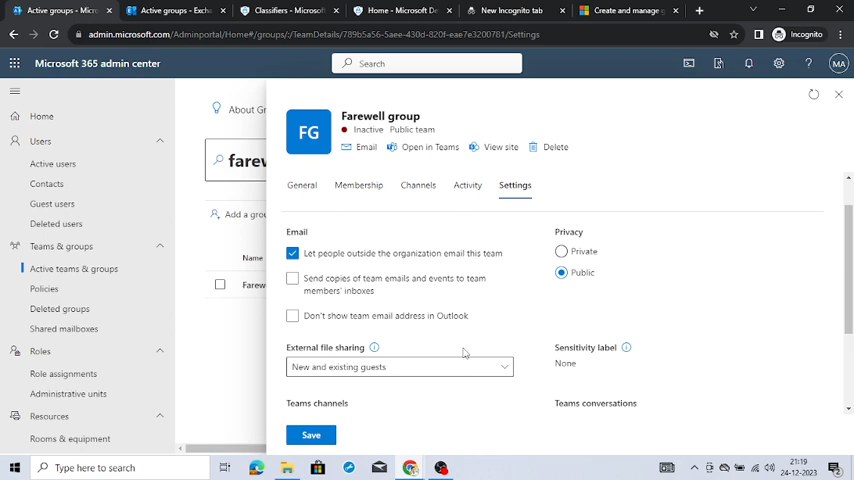 Active groups - Micros
Active groups - Exch
Classifiers - Microsoft
Home - Microsoft De
New Incognito tab
Create and manage g
admin.microsoft.com/Adminportal/Home#/groups/:/TeamDetails/789b5a56-5aee-430d-820f-eae7e3200781/Settings
Incognito
Microsoft 365 admin center
Search
MA
Home
Users
Active users
Contacts
Guest users
Deleted users
Teams & groups
Active teams & groups
Policies
Deleted groups
Shared mailboxes
Roles
Role assignments
Administrative units
Resources
Rooms & equipment
About Gr
farew
Add a grou
Name
Farew
FG
Farewell group
Inactive Public team
Email Open in Teams View site Delete
General Membership Channels Activity Settings
Email
Let people outside the organization email this team
Send copies of team emails and events to team
members' inboxes
Don't show team email address in Outlook
External file sharing
New and existing guests
Teams channels
Privacy
Private
Public
Sensitivity label
None
Teams conversations
Save
Type here to search
21:19
24-12-2023
2